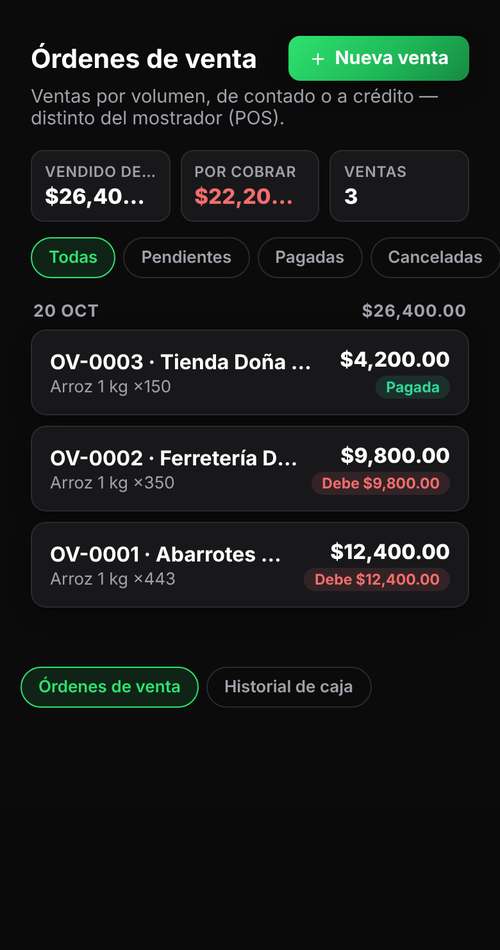 Órdenes de venta
+ Nueva venta
Ventas por volumen, de contado o a crédito —
distinto del mostrador (POS).
VENDIDO DE...
$26,40...
POR COBRAR
$22,20...
VENTAS
3
Todas
Pendientes
Pagadas
Canceladas
20 OCT
$26,400.00
OV-0003 · Tienda Doña ...
$4,200.00
Arroz 1 kg ×150
Pagada
OV-0002 · Ferretería D...
$9,800.00
Arroz 1 kg ×350
Debe $9,800.00
OV-0001 · Abarrotes ...
$12,400.00
Arroz 1 kg ×443
Debe $12,400.00
Órdenes de venta
Historial de caja